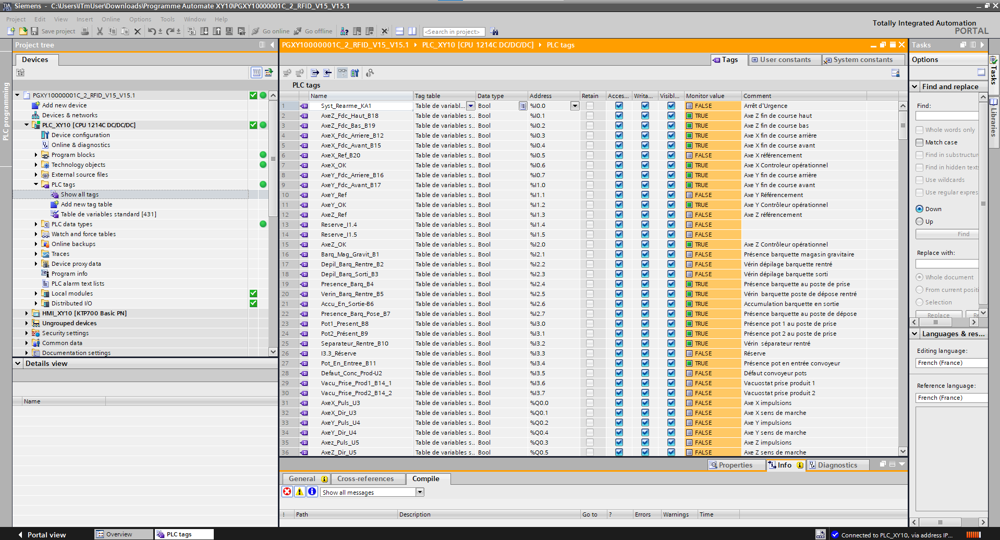 Siemens - C:\Users\ITmUser\Downloads\Programme Automate XY10\PGXY10000001C_2_RFID_V15_V15.1
Project Edit View Insert Online Options Tools Window Help
Totally Integrated Automation
PORTAL
Save project Go online Go offline <Search in project>
Project tree
Devices
PLC programming
PGXY10000001C_2_RFID_V15_V15.1
Add new device
Devices & networks
PLC_XY10 [CPU 1214C DC/DC/DC]
Device configuration
Online & diagnostics
Program blocks
Technology objects
External source files
PLC tags
Show all tags
Add new tag table
Table de variables standard [431]
PLC data types
Watch and force tables
Online backups
Traces
Device proxy data
Program info
PLC alarm text lists
Local modules
Distributed I/O
HMI_XY10 [KTP700 Basic PN]
Ungrouped devices
Security settings
Common data
Documentation settings
Details view
Name
PGXY10000001C_2_RFID_V15_V15.1 PLC_XY10 [CPU 1214C DC/DC/DC] PLC tags
Tags User constants System constants
PLC tags
Name Tag table Data type Address Retain Acces... Writa... Visibl... Monitor value Comment
1 Syst_Rearme_KA1 Table de variabl... Bool %I0.0 FALSE Arrêt d'Urgence
2 AxeZ_Fdc_Haut_B18 Table de variables s.. Bool %I0.1 TRUE Axe Z fin de course haut
3 AxeZ_Fdc_Bas_B19 Table de variables s.. Bool %I0.2 TRUE Axe Z fin de course bas
4 AxeX_Fdc_Arriere_B12 Table de variables s.. Bool %I0.3 TRUE Axe X fin de course arrière
5 AxeX_Fdc_Avant_B15 Table de variables s.. Bool %I0.4 TRUE Axe X fin de course avant
6 AxeX_Ref_B20 Table de variables s.. Bool %I0.5 FALSE Axe X référencement
7 AxeX_OK Table de variables s.. Bool %I0.6 TRUE Axe X Controleur opérationnel
8 AxeY_Fdc_Arriere_B16 Table de variables s.. Bool %I0.7 TRUE Axe Y fin de course arrière
9 AxeY_Fdc_Avant_B17 Table de variables s.. Bool %I1.0 TRUE Axe Y fin de course avant
10 AxeY_Ref Table de variables s.. Bool %I1.1 FALSE Axe Y Référencement
11 AxeY_OK Table de variables s.. Bool %I1.2 TRUE Axe Y Contrôleur opérationnel
12 AxeZ_Ref Table de variables s.. Bool %I1.3 FALSE Axe Z référencement
13 Reserve_I1.4 Table de variables s.. Bool %I1.4 FALSE
14 Reserve_I1.5 Table de variables s.. Bool %I1.5 FALSE
15 AxeZ_OK Table de variables s.. Bool %I2.0 TRUE Axe Z Contrôleur opérationnel
16 Barq_Mag_Gravit_B1 Table de variables s.. Bool %I2.1 FALSE Présence barquette magasin gravitaire
17 Depil_Barq_Rentre_B2 Table de variables s.. Bool %I2.2 FALSE Vérin dépilage barquette rentré
18 Depil_Barq_Sorti_B3 Table de variables s.. Bool %I2.3 FALSE Vérin dépilage barquette sorti
19 Presence_Barq_B4 Table de variables s.. Bool %I2.4 TRUE Présence barquette au poste de prise
20 Verin_Barq_Rentre_B5 Table de variables s.. Bool %I2.5 TRUE Vérin barquette poste de dépose rentré
21 Accu_En_Sortie-B6 Table de variables s.. Bool %I2.6 TRUE Accumulation barquette en sortie
22 Presence_Barq_Pose_B7 Table de variables s.. Bool %I2.7 TRUE Présence barquette au poste de dépose
23 Pot1_Present_B8 Table de variables s.. Bool %I3.0 TRUE Présence pot 1 au poste de prise
24 Pot2_Présent_B9 Table de variables s.. Bool %I3.1 TRUE Présence pot 2 au poste de prise
25 Separateur_Rentre_B10 Table de variables s.. Bool %I3.2 TRUE Vérin séparateur rentré
26 I3.3_Réserve Table de variables s.. Bool %I3.3 FALSE Réserve
27 Pot_En_Entree_B11 Table de variables s.. Bool %I3.4 TRUE Présence pot en entrée convoyeur
28 Defaut_Conc_Prod-U2 Table de variables s.. Bool %I3.5 FALSE Défaut convoyeur pots
29 Vacu_Prise_Prod1_B14_1 Table de variables s.. Bool %I3.6 FALSE Vacuostat prise produit 1
30 Vacu_Prise_Prod2_B14_2 Table de variables s.. Bool %I3.7 FALSE Vacuostat prise produit 2
31 AxeX_Puls_U3 Table de variables s.. Bool %Q0.0 FALSE Axe X impulsions
32 AxeX_Dir_U3 Table de variables s.. Bool %Q0.1 FALSE Axe X sens de marche
33 AxeY_Puls_U4 Table de variables s.. Bool %Q0.2 FALSE Axe Y impulsions
34 AxeY_Dir_U4 Table de variables s.. Bool %Q0.4 FALSE Axe Y sens de marche
35 Axez_Puls_U5 Table de variables s.. Bool %Q0.3 FALSE Axe Z impulsions
36 AxeZ_Dir_U5 Table de variables s.. Bool %Q0.5 FALSE Axe Z sens de marche
Properties Info Diagnostics
General Cross-references Compile
Show all messages
! Path Description Go to ? Errors Warnings Time
Tasks
Options
Find and replace
Find:
Whole words only
Match case
Find in substructur
Find in hidden texts
Use wildcards
Use regular expres
Down
Up
Find
Replace with:
Whole document
From current positi
Selection
Replace Re
Languages & res...
Editing language:
French (France)
Reference language:
French (France)
Tasks
Libraries
Portal view Overview PLC tags Connected to PLC_XY10, via address IP...